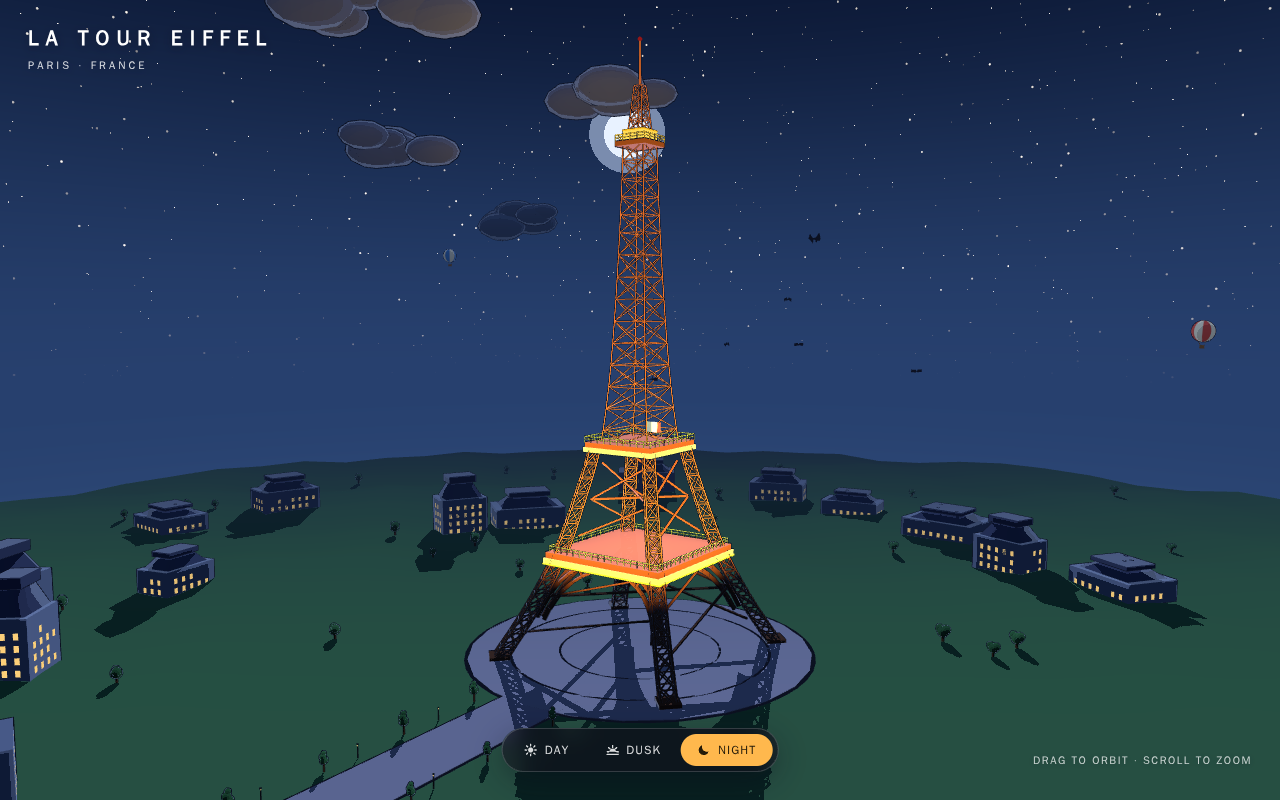 LA TOUR EIFFEL
PARIS · FRANCE
DAY
DUSK
NIGHT
DRAG TO ORBIT · SCROLL TO ZOOM